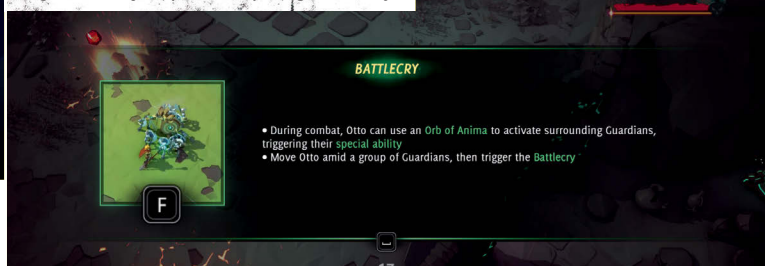 BATTLECRY
• During combat, Otto can use an Orb of Anima to activate surrounding Guardians,
triggering their special ability
• Move Otto amid a group of Guardians, then trigger the Battlecry
F